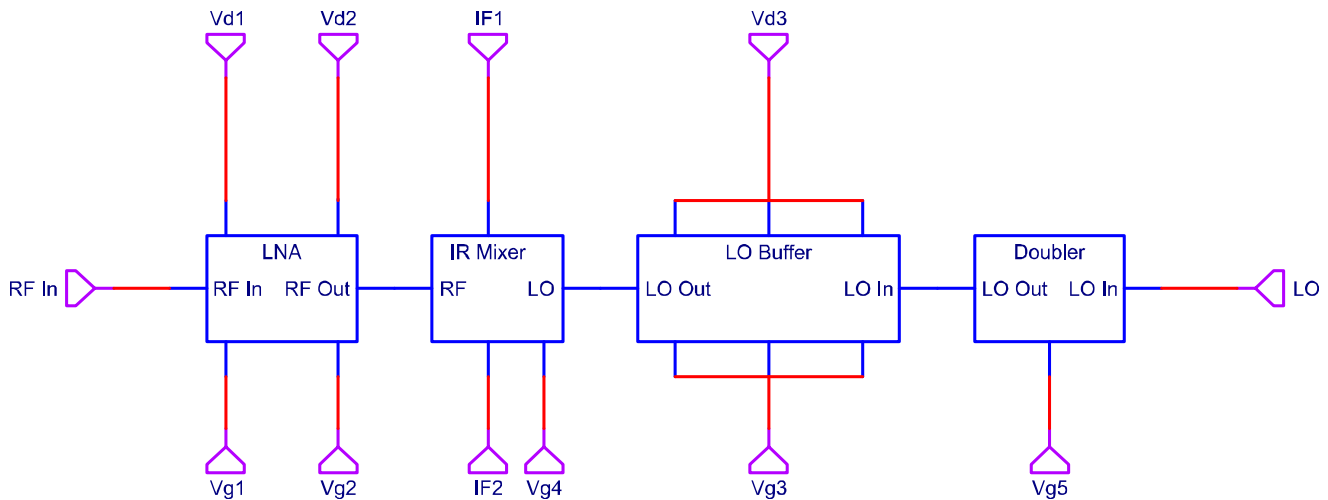 Vd1 Vd2 IF1 Vd3
LNA IR Mixer LO Buffer Doubler
RF In RF In RF Out RF LO LO Out LO In LO Out LO In LO
Vg1 Vg2 IF2 Vg4 Vg3 Vg5